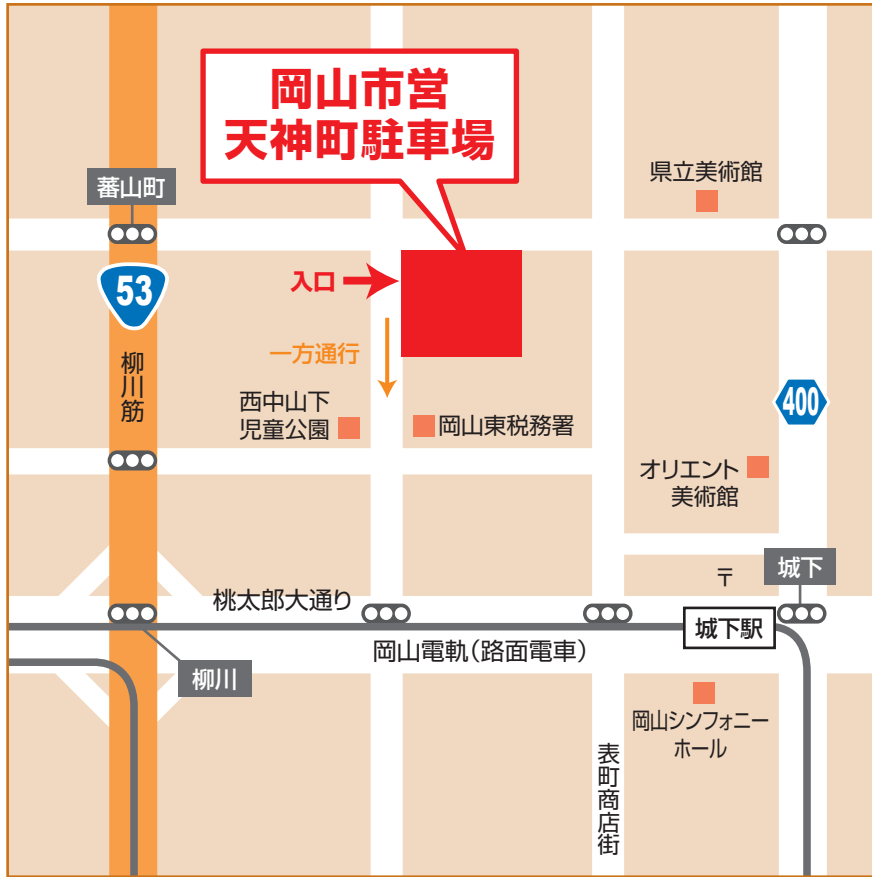 岡山市営
天神町駐車場
蕃山町
県立美術館
53
入口
一方通行
柳川筋
400
西中山下
児童公園
岡山東税務署
オリエント
美術館
〒
城下
桃太郎大通り
城下駅
岡山電軌（路面電車）
柳川
岡山シンフォニー
ホール
表町商店街